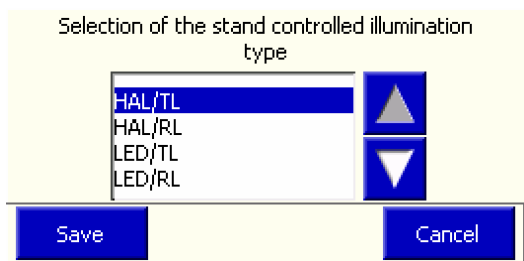 Selection of the stand controlled illumination
type
HAL/TL
HAL/RL
LED/TL
LED/RL
Save
Cancel